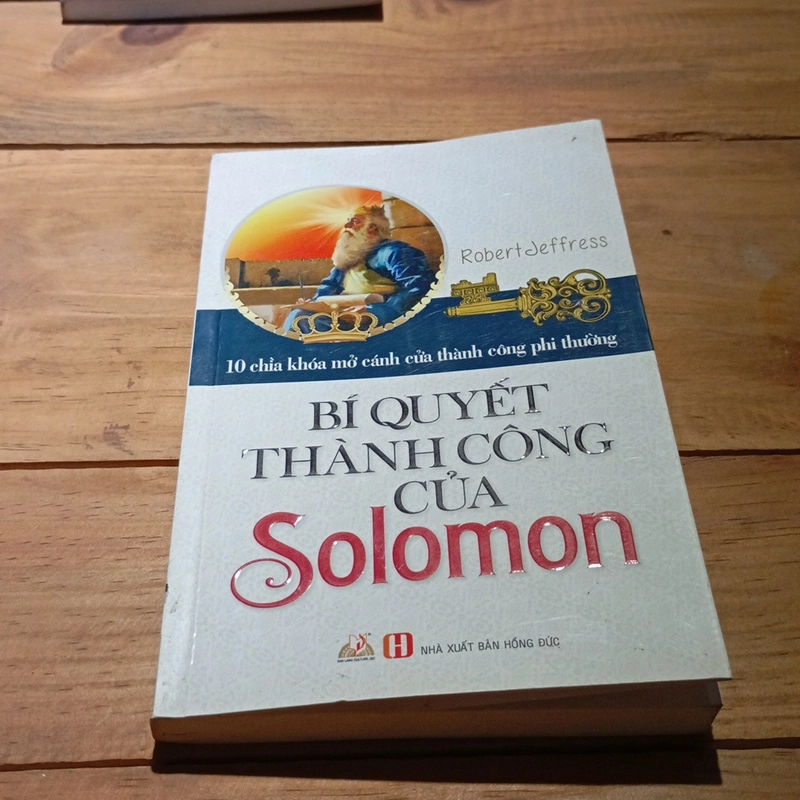 Robert Jeffress
10 chìa khóa mở cánh cửa thành công phi thường
BÍ QUYẾT
THÀNH CÔNG
CỦA
Solomon
NHÀ XUẤT BẢN HỒNG ĐỨC